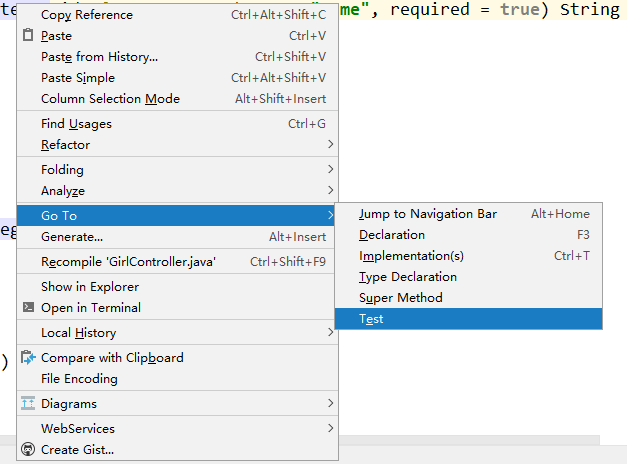 te
me", required = true) String
Copy Reference Ctrl+Alt+Shift+C
Paste Ctrl+V
Paste from History... Ctrl+Shift+V
Paste Simple Ctrl+Alt+Shift+V
Column Selection Mode Alt+Shift+Insert
Find Usages Ctrl+G
Refactor
Folding
Analyze
Go To
Jump to Navigation Bar Alt+Home
eg
Generate... Alt+Insert
Declaration F3
Implementation(s) Ctrl+T
Recompile 'GirlController.java' Ctrl+Shift+F9
Type Declaration
Show in Explorer
Super Method
Open in Terminal
Test
Local History
)
Compare with Clipboard
File Encoding
Diagrams
WebServices
Create Gist...